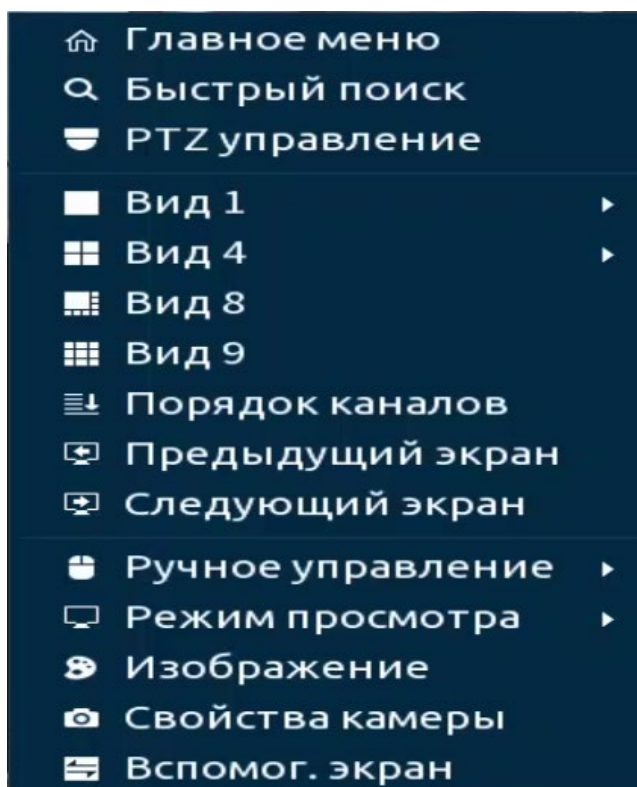 Главное меню
Быстрый поиск
PTZ управление
Вид 1
Вид 4
Вид 8
Вид 9
Порядок каналов
Предыдущий экран
Следующий экран
Ручное управление
Режим просмотра
Изображение
Свойства камеры
Вспомог. экран